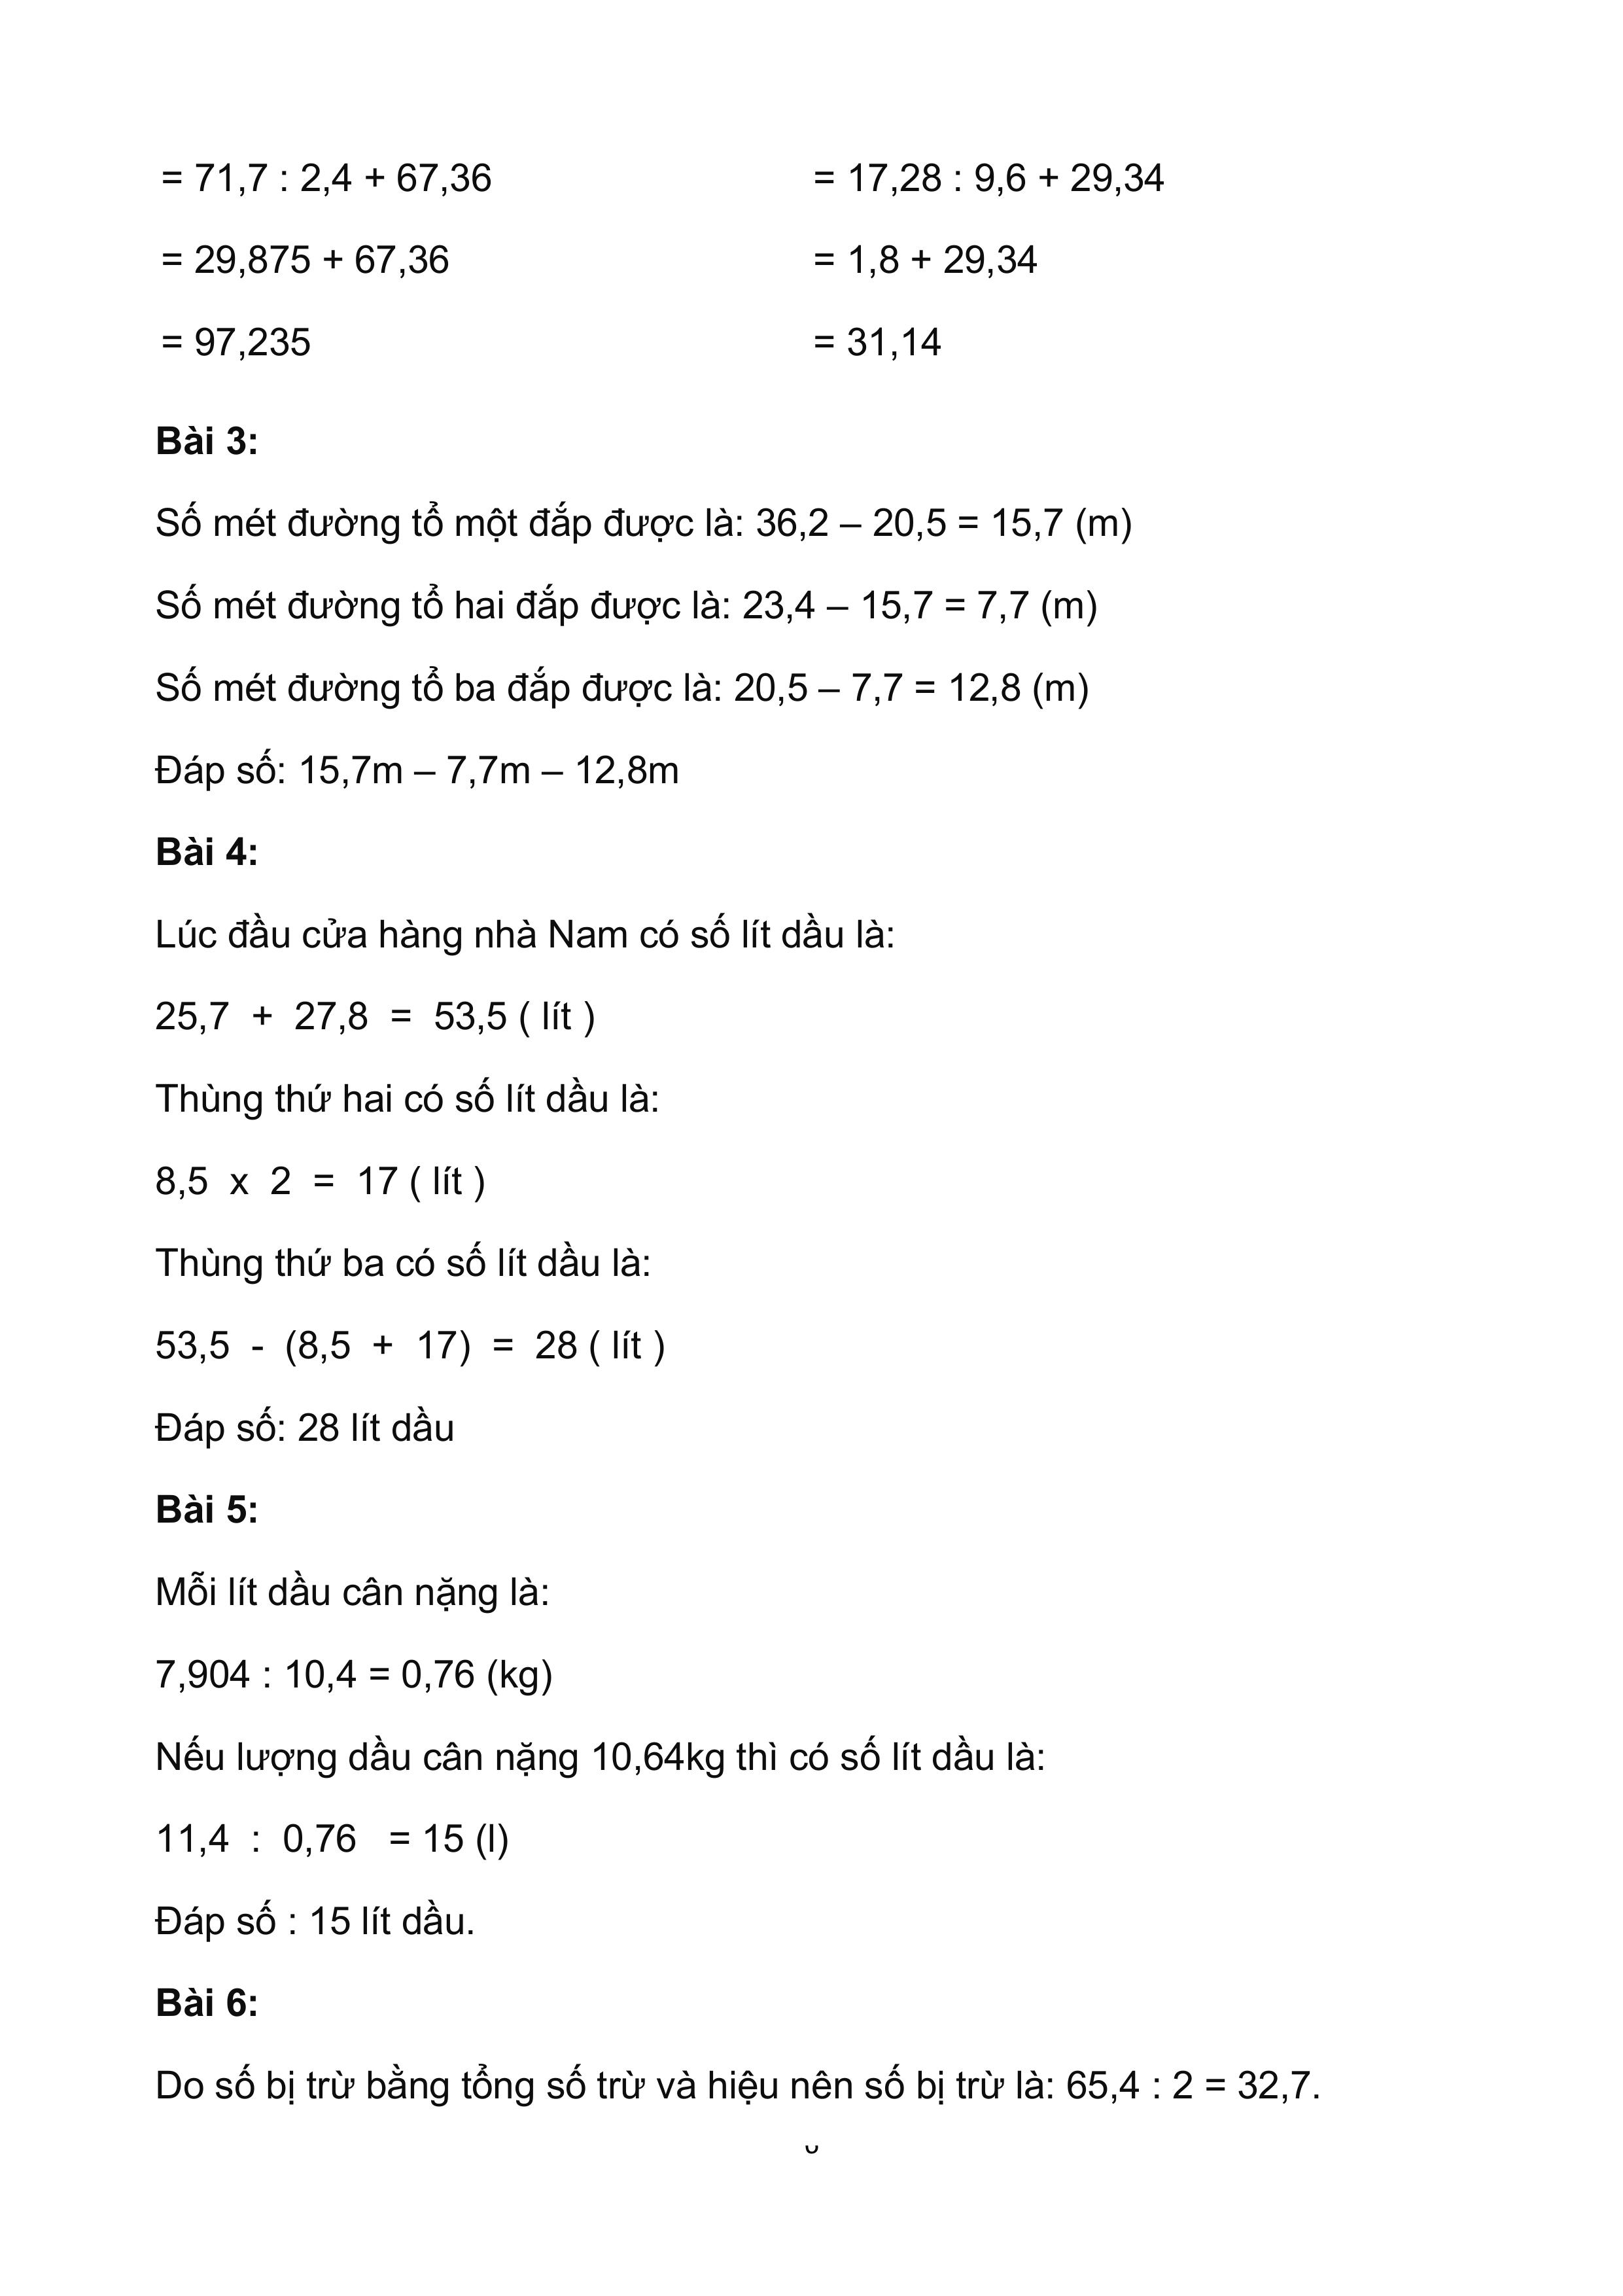 = 71,7 : 2,4 + 67,36
= 29,875 + 67,36
= 97,235
= 17,28 : 9,6 + 29,34
= 1,8 + 29,34
= 31,14
Bài 3:
Số mét đường tổ một đắp được là: 36,2 – 20,5 = 15,7 (m)
Số mét đường tổ hai đắp được là: 23,4 – 15,7 = 7,7 (m)
Số mét đường tổ ba đắp được là: 20,5 – 7,7 = 12,8 (m)
Đáp số: 15,7m – 7,7m – 12,8m
Bài 4:
Lúc đầu cửa hàng nhà Nam có số lít dầu là:
25,7 + 27,8 = 53,5 ( lít )
Thùng thứ hai có số lít dầu là:
8,5 x 2 = 17 ( lít )
Thùng thứ ba có số lít dầu là:
53,5 - (8,5 + 17) = 28 ( lít )
Đáp số: 28 lít dầu
Bài 5:
Mỗi lít dầu cân nặng là:
7,904 : 10,4 = 0,76 (kg)
Nếu lượng dầu cân nặng 10,64kg thì có số lít dầu là:
11,4 : 0,76 = 15 (l)
Đáp số : 15 lít dầu.
Bài 6:
Do số bị trừ bằng tổng số trừ và hiệu nên số bị trừ là: 65,4 : 2 = 32,7.